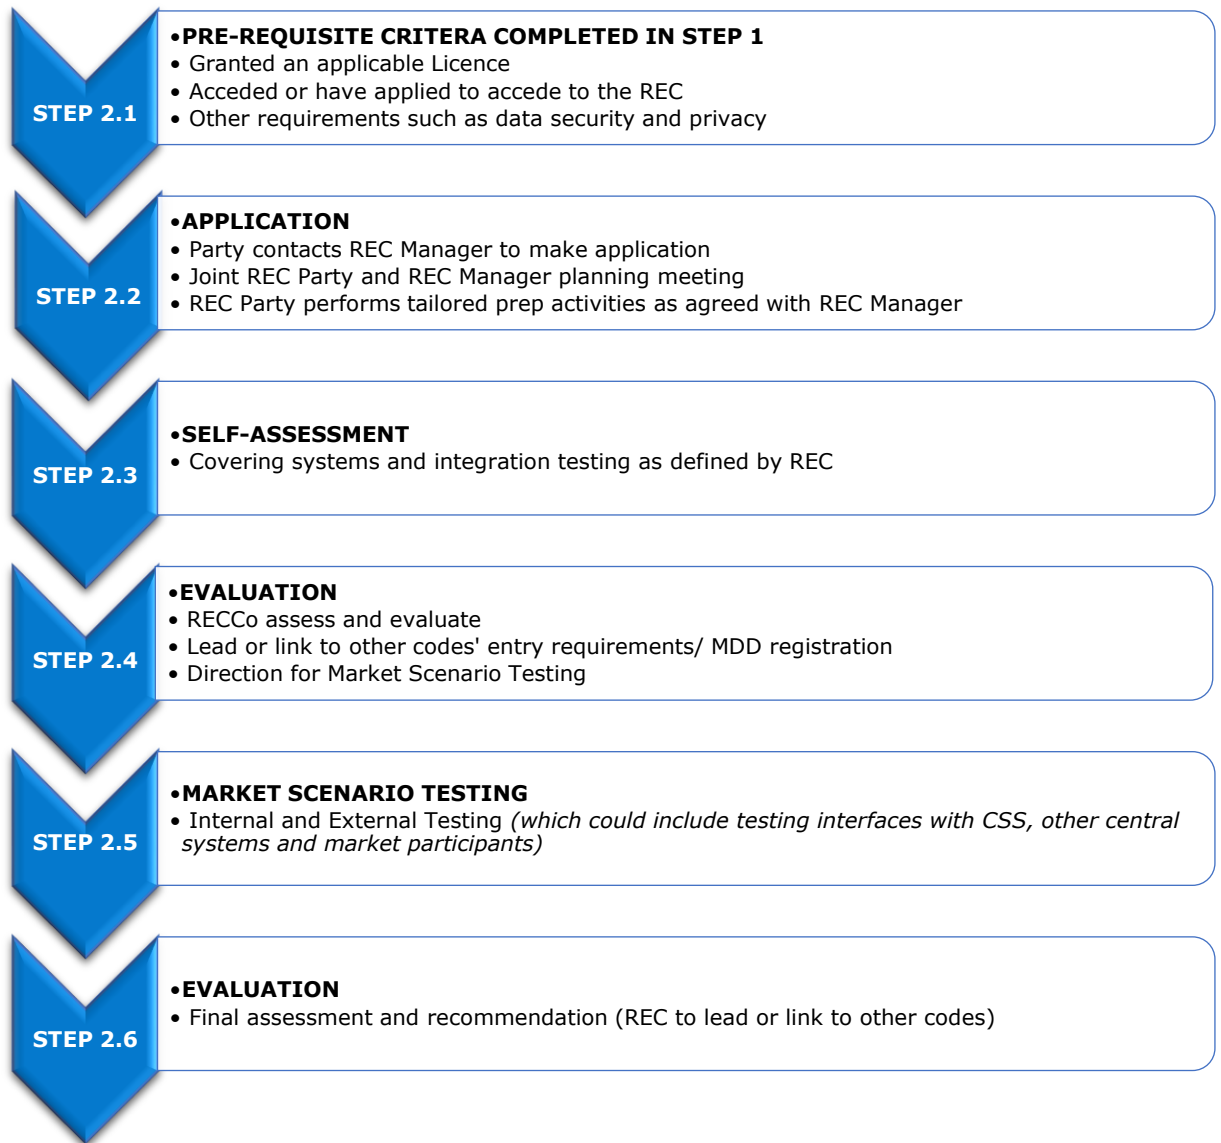 •PRE-REQUISITE CRITERA COMPLETED IN STEP 1
• Granted an applicable Licence
STEP 2.1
• Acceded or have applied to accede to the REC
• Other requirements such as data security and privacy
•APPLICATION
• Party contacts REC Manager to make application
• Joint REC Party and REC Manager planning meeting
STEP 2.2
• REC Party performs tailored prep activities as agreed with REC Manager
•SELF-ASSESSMENT
• Covering systems and integration testing as defined by REC
STEP 2.3
•EVALUATION
• RECCo assess and evaluate
• Lead or link to other codes' entry requirements/ MDD registration
STEP 2.4
• Direction for Market Scenario Testing
•MARKET SCENARIO TESTING
• Internal and External Testing (which could include testing interfaces with CSS, other central
systems and market participants)
STEP 2.5
•EVALUATION
• Final assessment and recommendation (REC to lead or link to other codes)
STEP 2.6